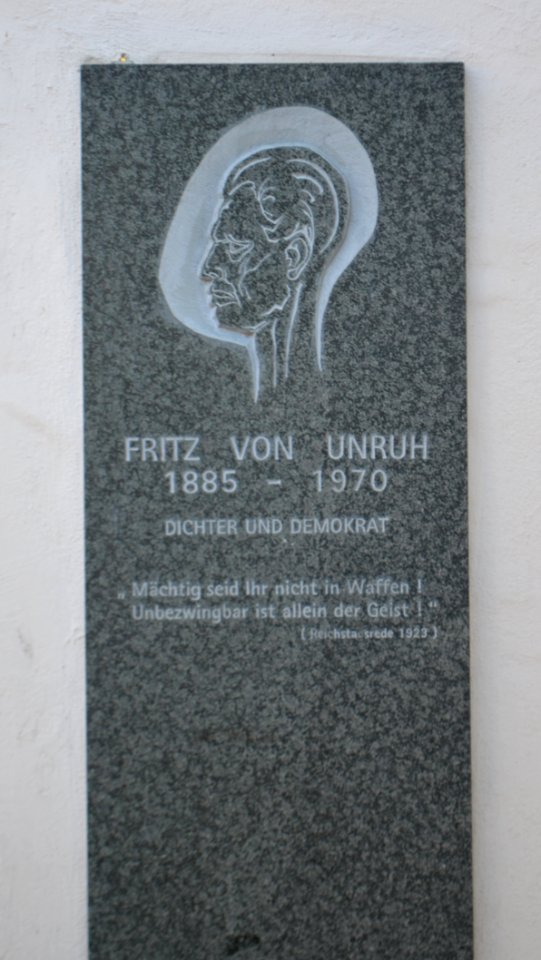 FRITZ VON UNRUH
1885 - 1970
DICHTER UND DEMOKRAT
„Mächtig seid Ihr nicht in Waffen !
Unbezwingbar ist allein der Geist !“
( Reichstagsrede 1923 )